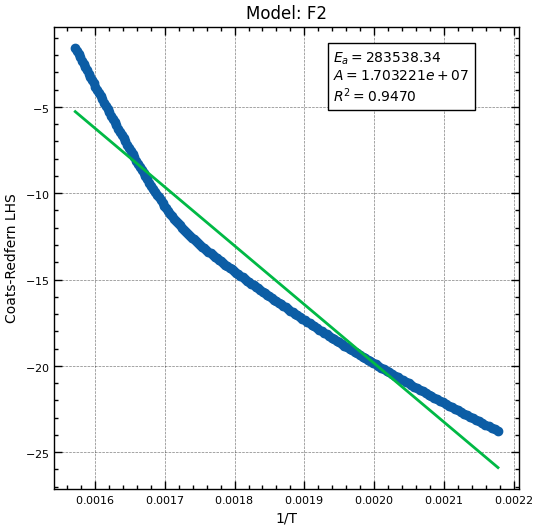 Model: F2
E_a = 283538.34
A = 1.703221e + 07
R^2 = 0.9470
−5
−10
−15
−20
−25
Coats-Redfern LHS
0.0016 0.0017 0.0018 0.0019 0.0020 0.0021 0.0022
1/T